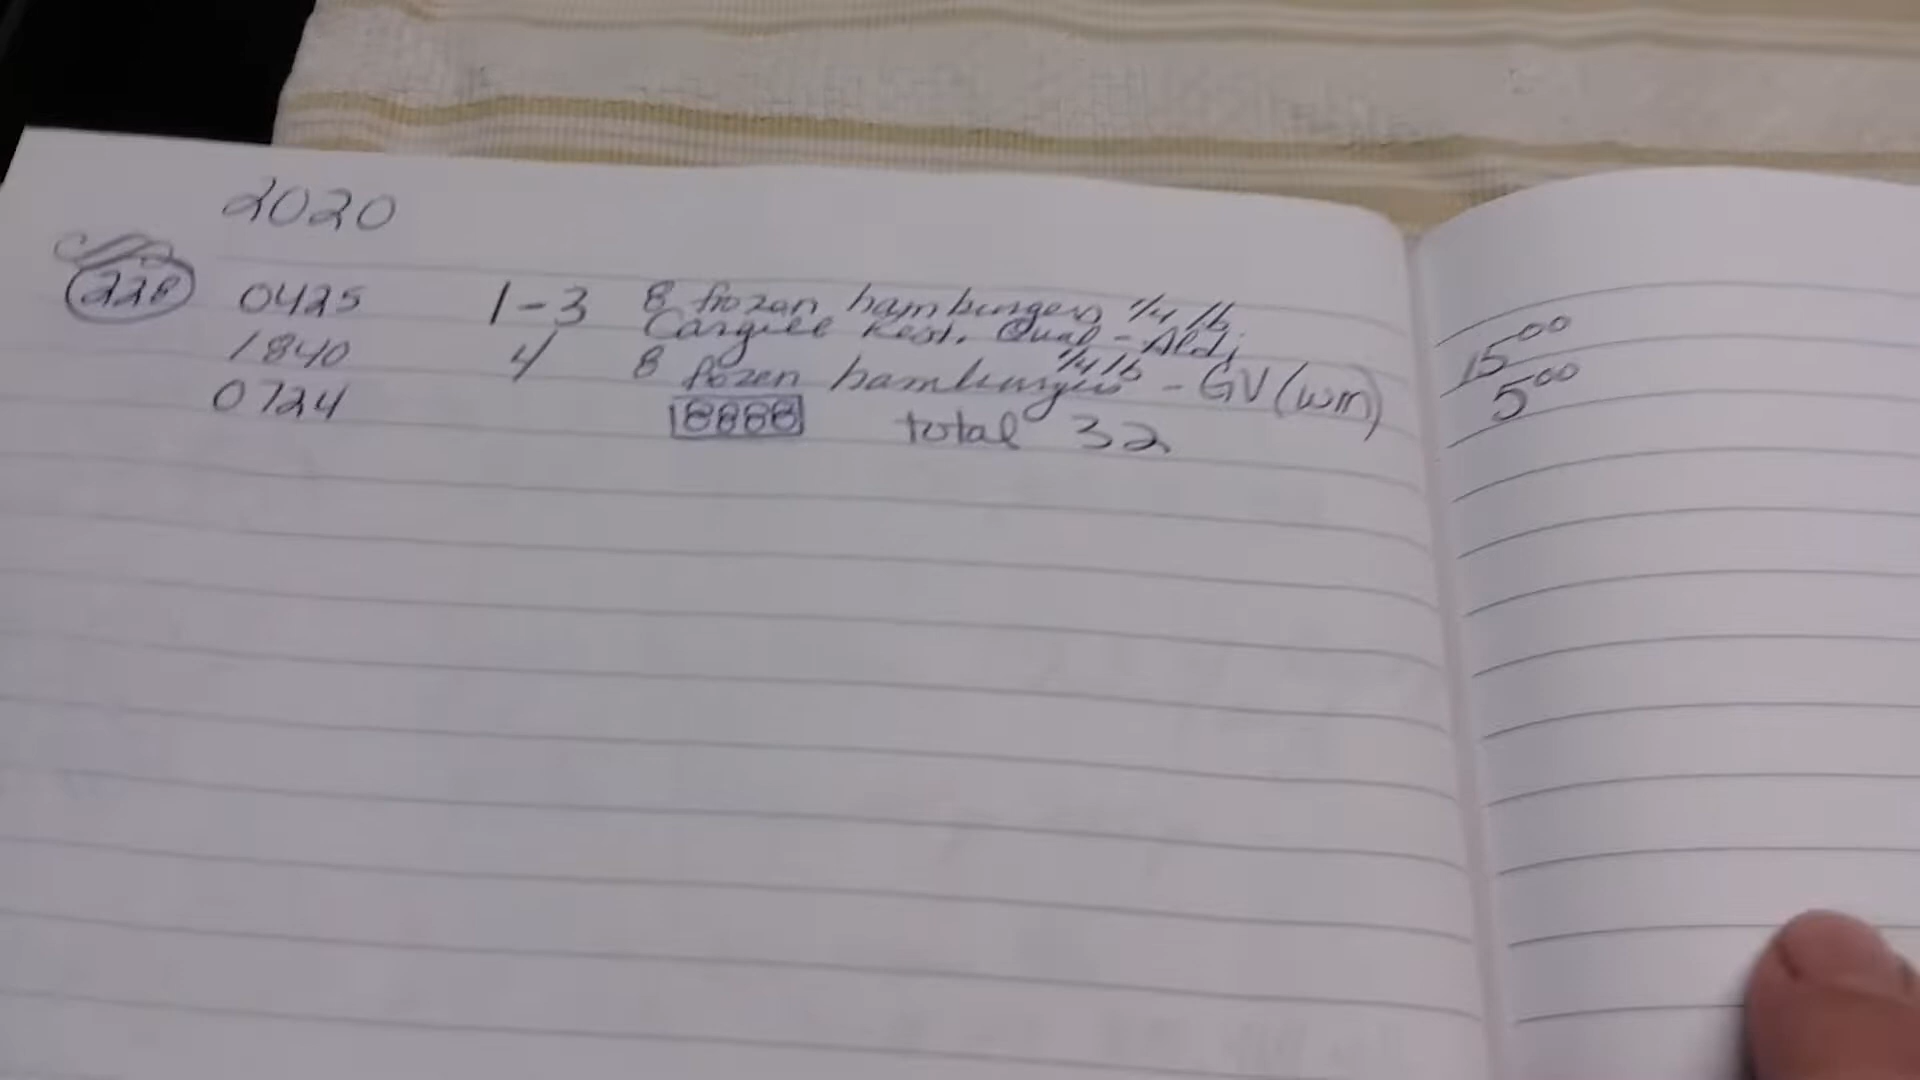 2020
228 0425 1-3 8 frozen hamburgers 1/4 lb
Cargill Rest. Qual - Aldi 15 00
1840 4 8 frozen hamburgers 1/4 lb - GV (wm) 5 00
0724 8888 total 32